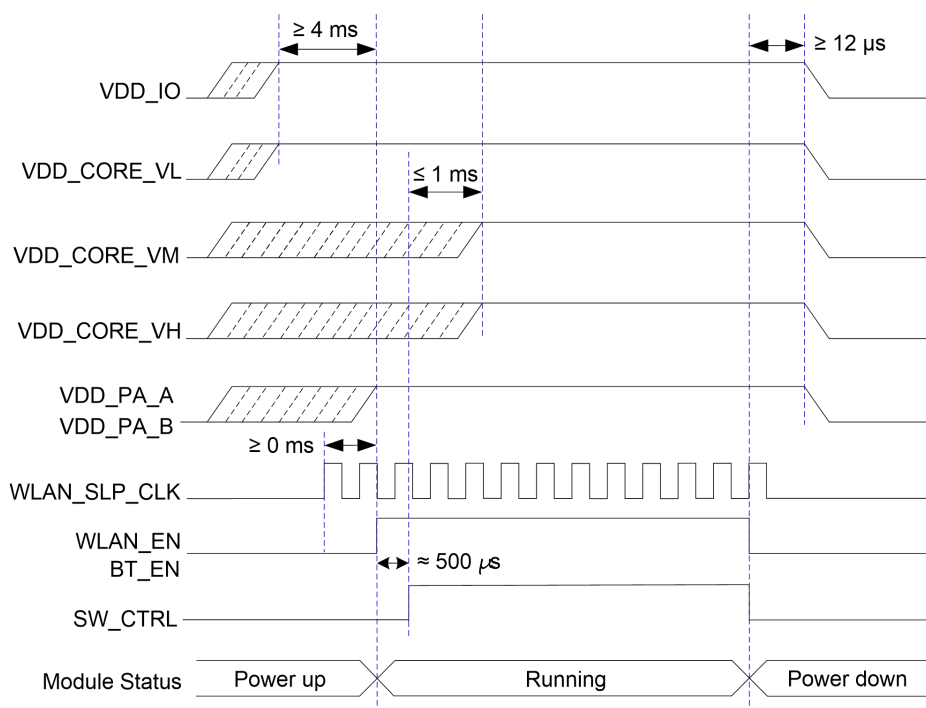 ≥ 4 ms
≥ 12 µs
VDD_IO
VDD_CORE_VL
≤ 1 ms
VDD_CORE_VM
VDD_CORE_VH
VDD_PA_A
VDD_PA_B
≥ 0 ms
WLAN_SLP_CLK
WLAN_EN
BT_EN
≈ 500 µs
SW_CTRL
Module Status
Power up
Running
Power down